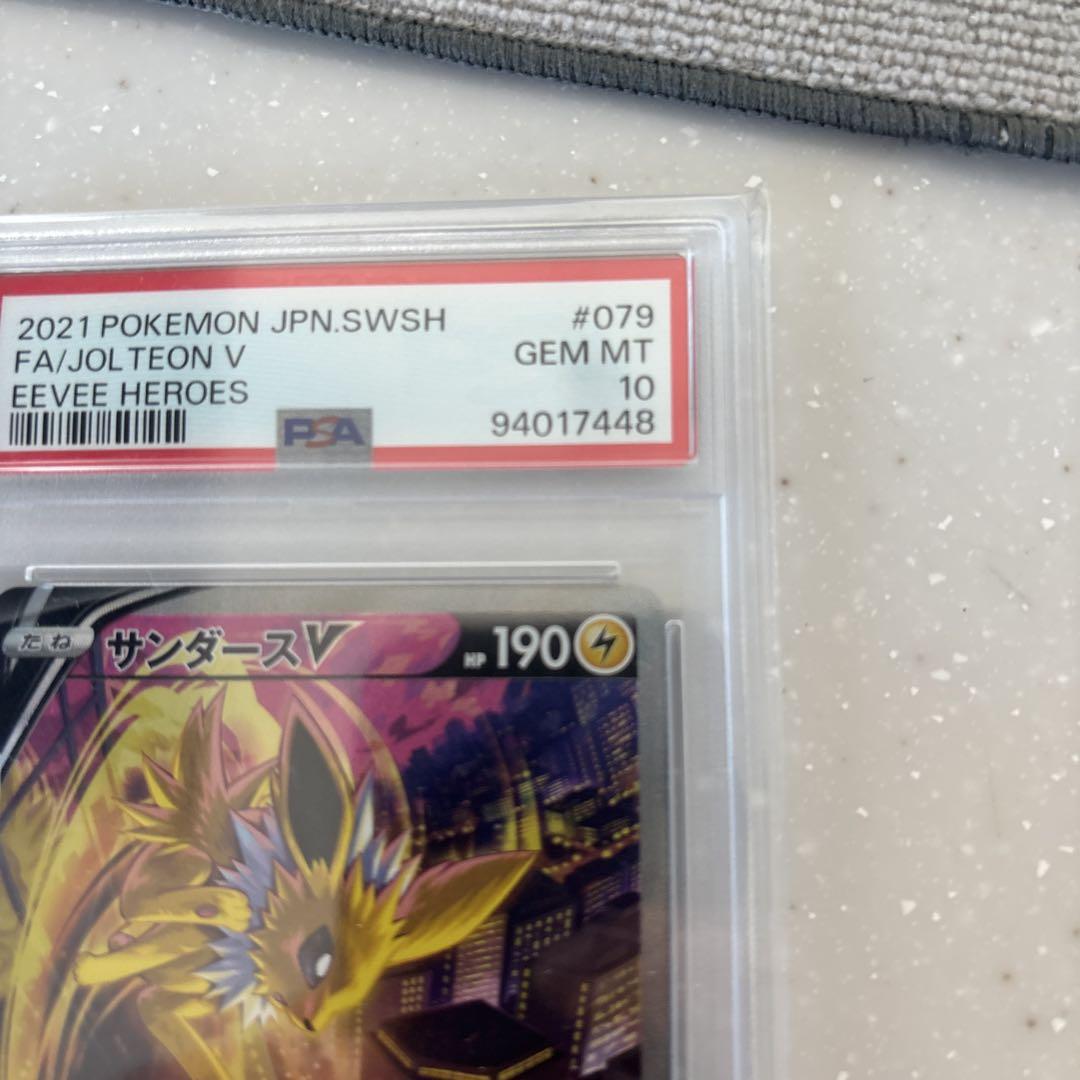 2021 POKEMON JPN.SWSH #079
FA/JOLTEON V GEM MT
EEVEE HEROES 10
PSA 94017448
たね サンダースV HP 190